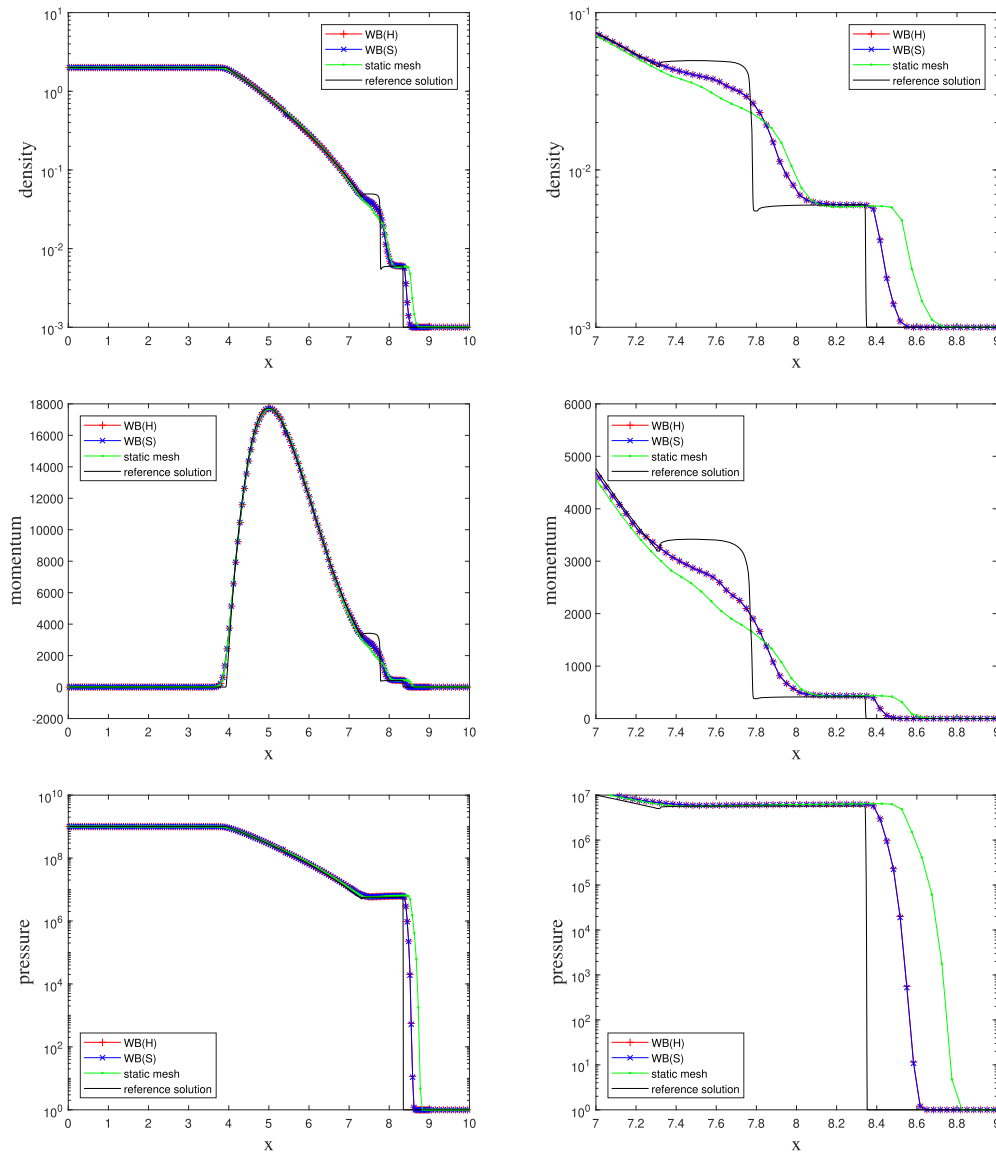 10^1
10^0
10^-1
10^-2
10^-3
density
0 1 2 3 4 5 6 7 8 9 10
x
WB(H)
WB(S)
static mesh
reference solution
10^-1
10^-2
10^-3
density
7 7.2 7.4 7.6 7.8 8 8.2 8.4 8.6 8.8 9
x
WB(H)
WB(S)
static mesh
reference solution
18000
16000
14000
12000
10000
8000
6000
4000
2000
0
-2000
momentum
0 1 2 3 4 5 6 7 8 9 10
x
WB(H)
WB(S)
static mesh
reference solution
6000
5000
4000
3000
2000
1000
0
momentum
7 7.2 7.4 7.6 7.8 8 8.2 8.4 8.6 8.8 9
x
WB(H)
WB(S)
static mesh
reference solution
10^10
10^8
10^6
10^4
10^2
10^0
pressure
0 1 2 3 4 5 6 7 8 9 10
x
WB(H)
WB(S)
static mesh
reference solution
10^7
10^6
10^5
10^4
10^3
10^2
10^1
10^0
pressure
7 7.2 7.4 7.6 7.8 8 8.2 8.4 8.6 8.8 9
x
WB(H)
WB(S)
static mesh
reference solution